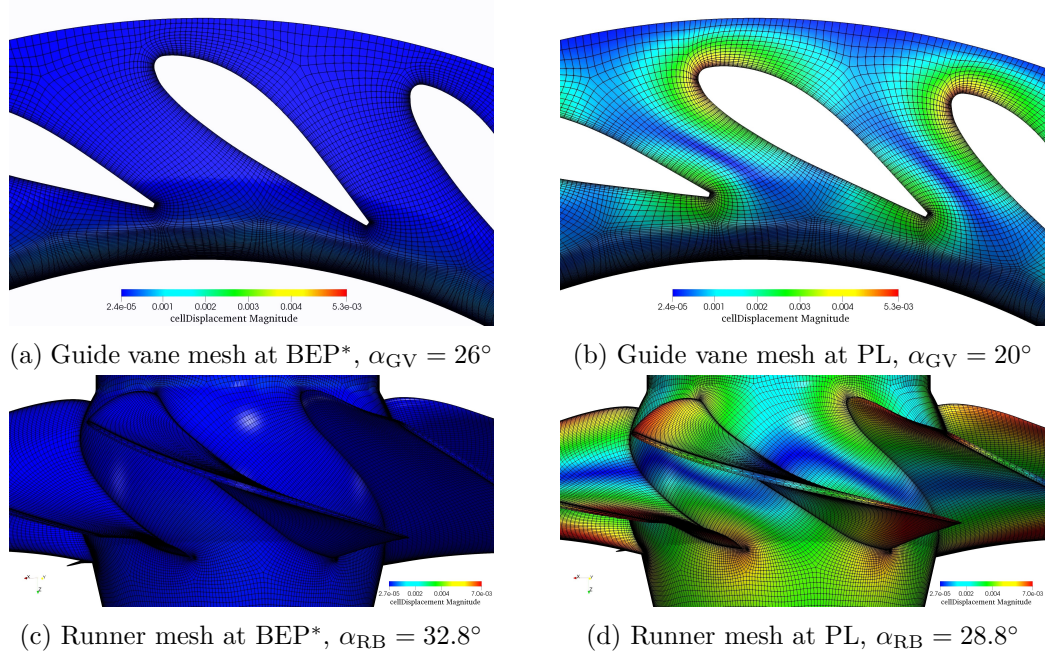 2.4e-05 0.001 0.002 0.003 0.004 5.3e-03
cellDisplacement Magnitude
2.4e-05 0.001 0.002 0.003 0.004 5.3e-03
cellDisplacement Magnitude
(a) Guide vane mesh at BEP*, αGV = 26°
(b) Guide vane mesh at PL, αGV = 20°
2.7e-05 0.002 0.004 7.0e-03
cellDisplacement Magnitude
2.7e-05 0.002 0.004 7.0e-03
cellDisplacement Magnitude
(c) Runner mesh at BEP*, αRB = 32.8°
(d) Runner mesh at PL, αRB = 28.8°